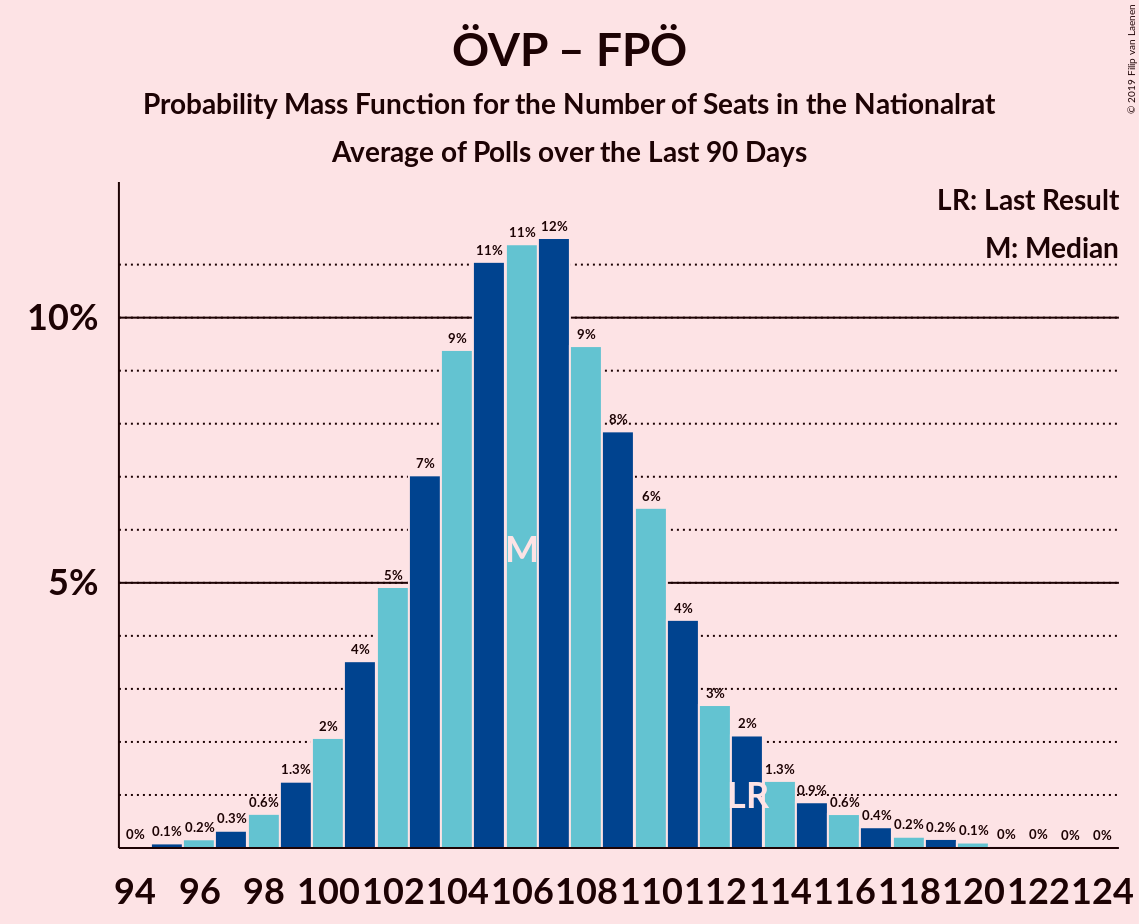 ÖVP – FPÖ
Probability Mass Function for the Number of Seats in the Nationalrat
Average of Polls over the Last 90 Days
© 2019 Filip van Laenen
LR: Last Result
M: Median
10%
5%
0% 0.1% 0.2% 0.3% 0.6% 1.3% 2% 4% 5% 7% 9% 11% 11% 12% 9% 8% 6% 4% 3% 2% 1.3% 0.9% 0.6% 0.4% 0.2% 0.2% 0.1% 0% 0% 0% 0%
M
LR
94 96 98 100 102 104 106 108 110 112 114 116 118 120 122 124